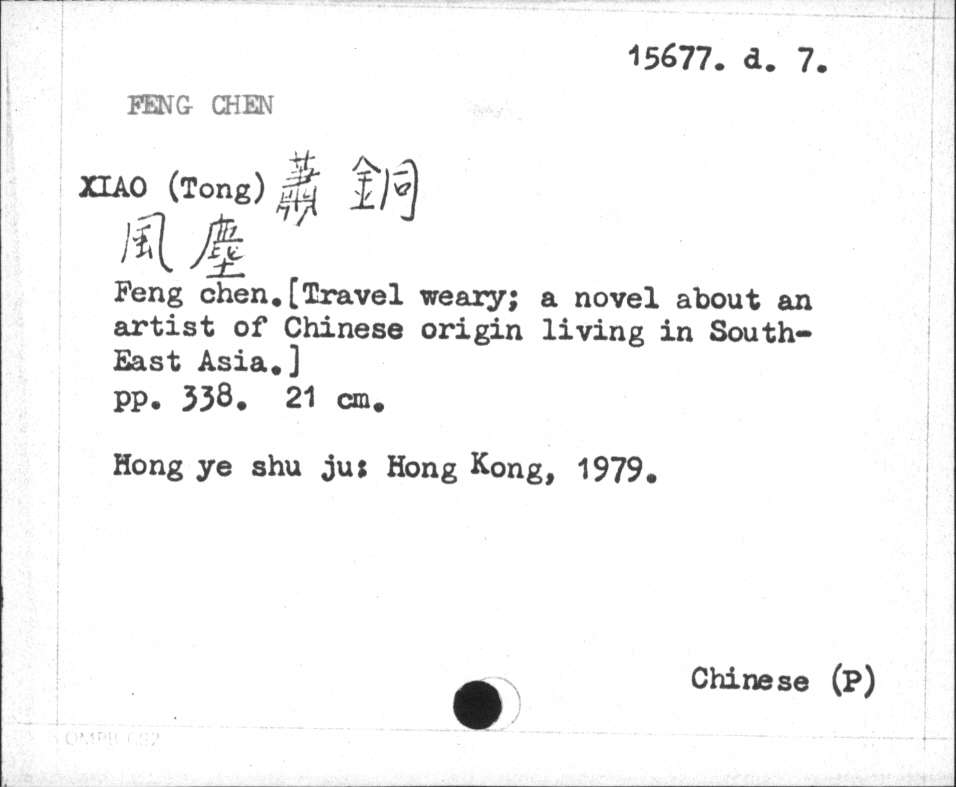 15677. d. 7.
FENG CHEN
XIAO (Tong) 蕭 銅
風 塵
Feng chen.[Travel weary; a novel about an
artist of Chinese origin living in South-
East Asia.]
pp. 338. 21 cm.
Hong ye shu ju: Hong Kong, 1979.
Chinese (P)